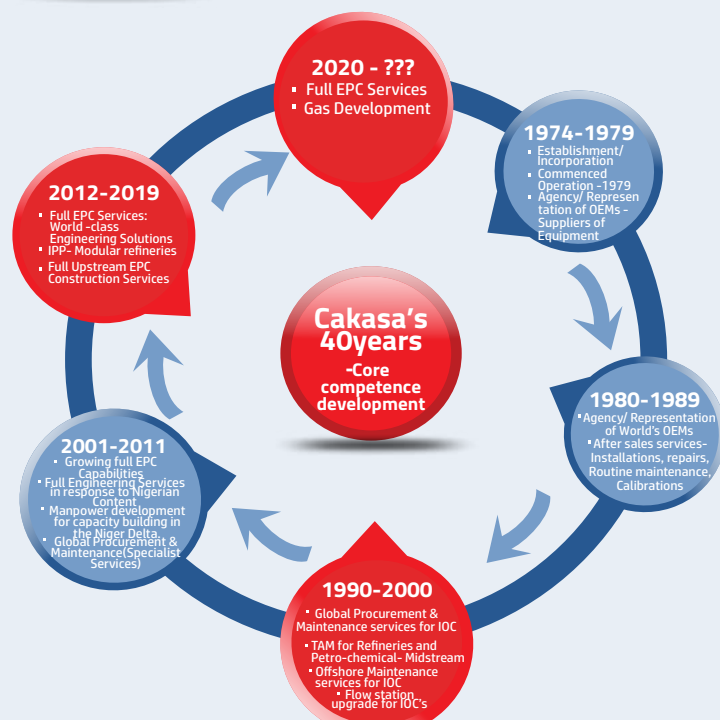 2020 - ???
▪ Full EPC Services
▪ Gas Development
1974-1979
▪ Establishment/
Incorporation
▪ Commenced
Operation -1979
▪ Agency/ Represen
tation of OEMs -
Suppliers of
Equipment
1980-1989
▪Agency/ Representation
of World's OEMs
▪After sales services-
Installations, repairs,
Routine maintenance,
Calibrations
1990-2000
▪ Global Procurement &
Maintenance services for IOC
▪ TAM for Refineries and
Petro-chemical- Midstream
▪ Offshore Maintenance
services for IOC
▪ Flow station
upgrade for IOC's
2001-2011
▪ Growing full EPC
Capabilities
▪ Full Engineering Services
in response to Nigerian
Content
▪ Manpower development
for capacity building in
the Niger Delta.
▪ Global Procurement &
Maintenance(Specialist
Services)
2012-2019
▪ Full EPC Services:
World -class
Engineering Solutions
▪ IPP- Modular refineries
▪ Full Upstream EPC
Construction Services
Cakasa's
40years
-Core
competence
development